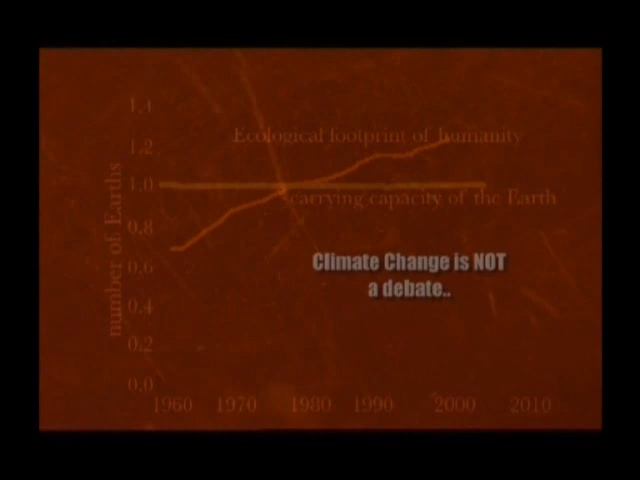 1.4
Ecological footprint of humanity
1.2
1.0
carrying capacity of the Earth
0.8
number of Earths
0.6
Climate Change is NOT
a debate..
0.4
0.2
0.0
1960 1970 1980 1990 2000 2010